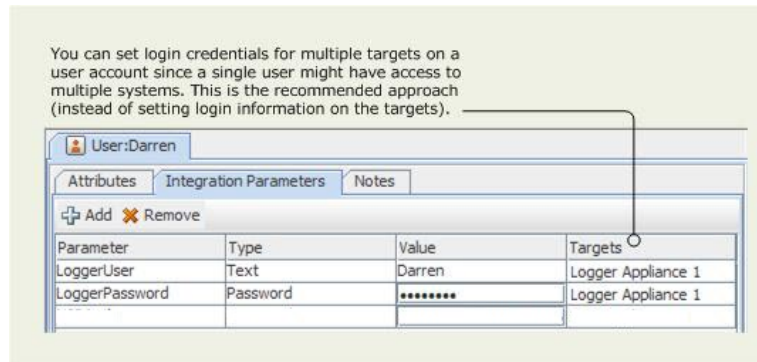 You can set login credentials for multiple targets on a
user account since a single user might have access to
multiple systems. This is the recommended approach
(instead of setting login information on the targets).
User:Darren
Attributes Integration Parameters Notes
Add Remove
Parameter Type Value Targets
LoggerUser Text Darren Logger Appliance 1
LoggerPassword Password •••••••• Logger Appliance 1